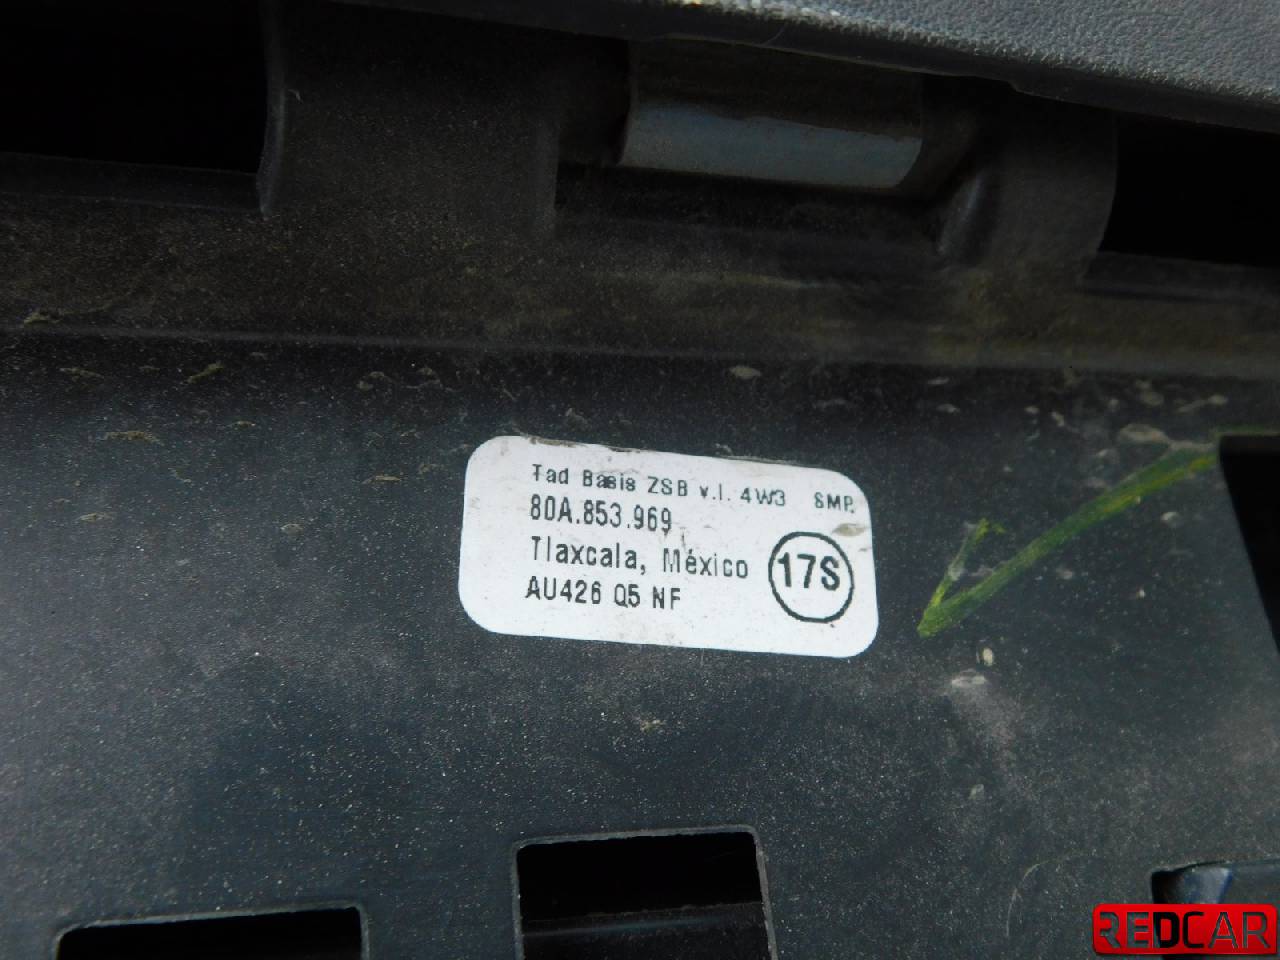 Tad Basis ZSB v.l. 4W3 SMP.
80A.853.969
Tlaxcala, México
17S
AU426 Q5 NF
REDCAR